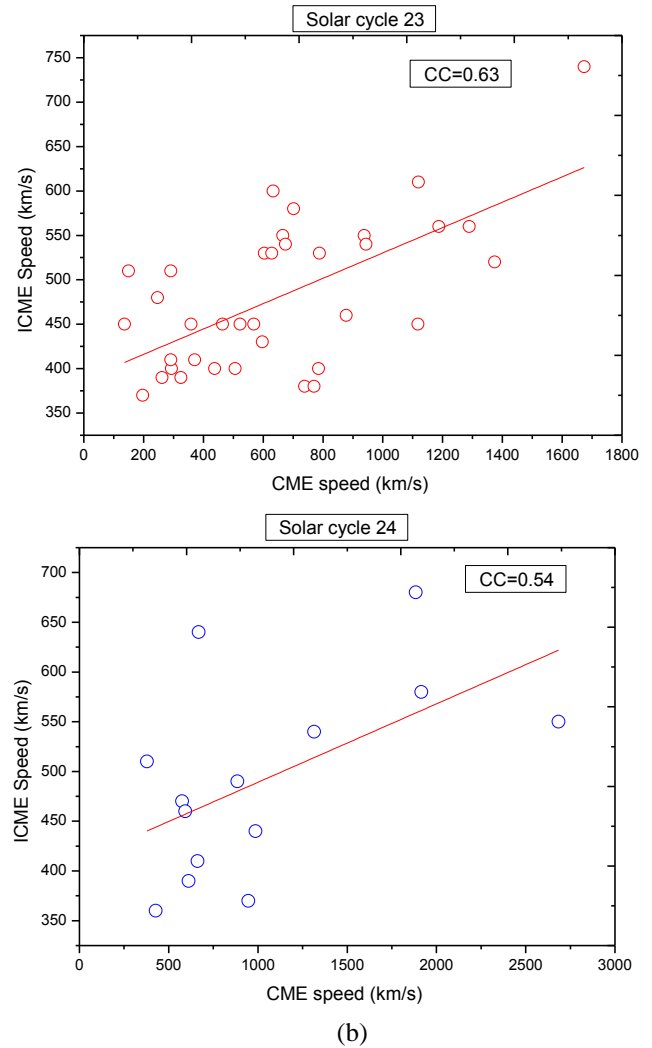 Solar cycle 23
CC=0.63
750
700
650
600
550
500
450
400
350
ICME Speed (km/s)
0 200 400 600 800 1000 1200 1400 1600 1800
CME speed (km/s)
Solar cycle 24
CC=0.54
700
650
600
550
500
450
400
350
ICME Speed (km/s)
0 500 1000 1500 2000 2500 3000
CME speed (km/s)
(b)